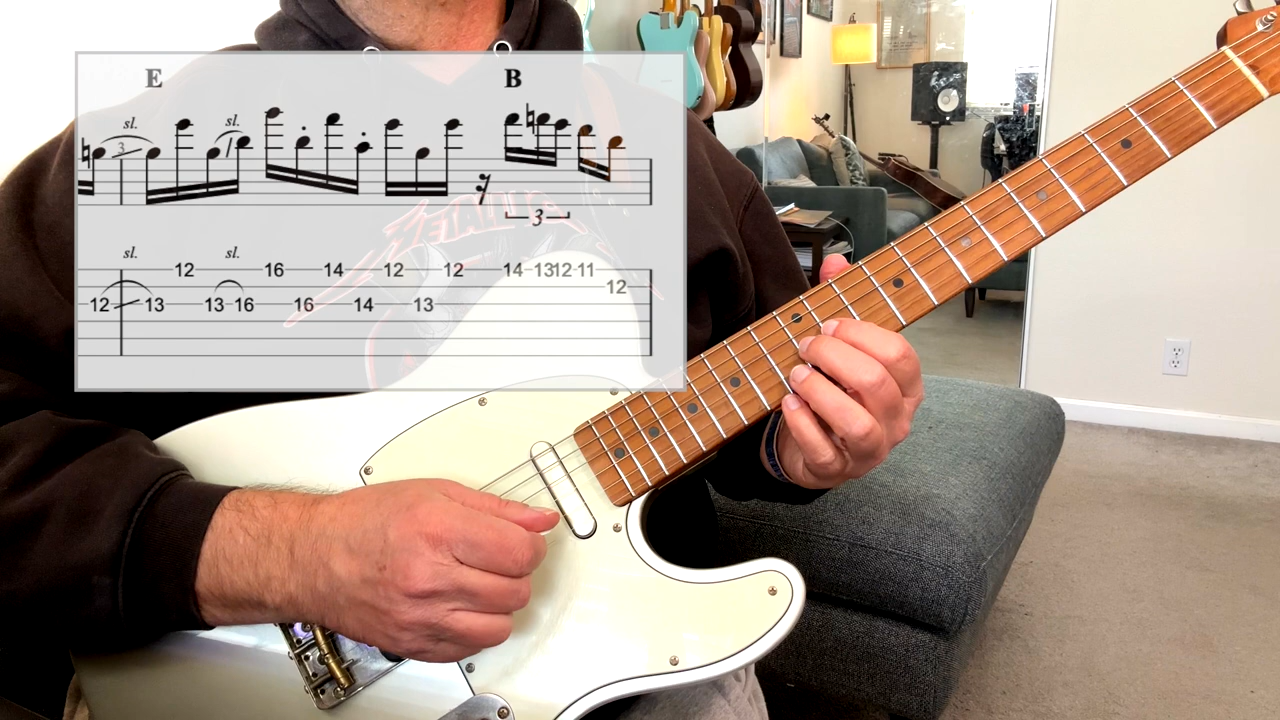 E B
sl. sl.
3
3
sl. sl.
12 16 14 12 12 14 13 12 11
12
12 13 13 16 16 14 13
METALLICA